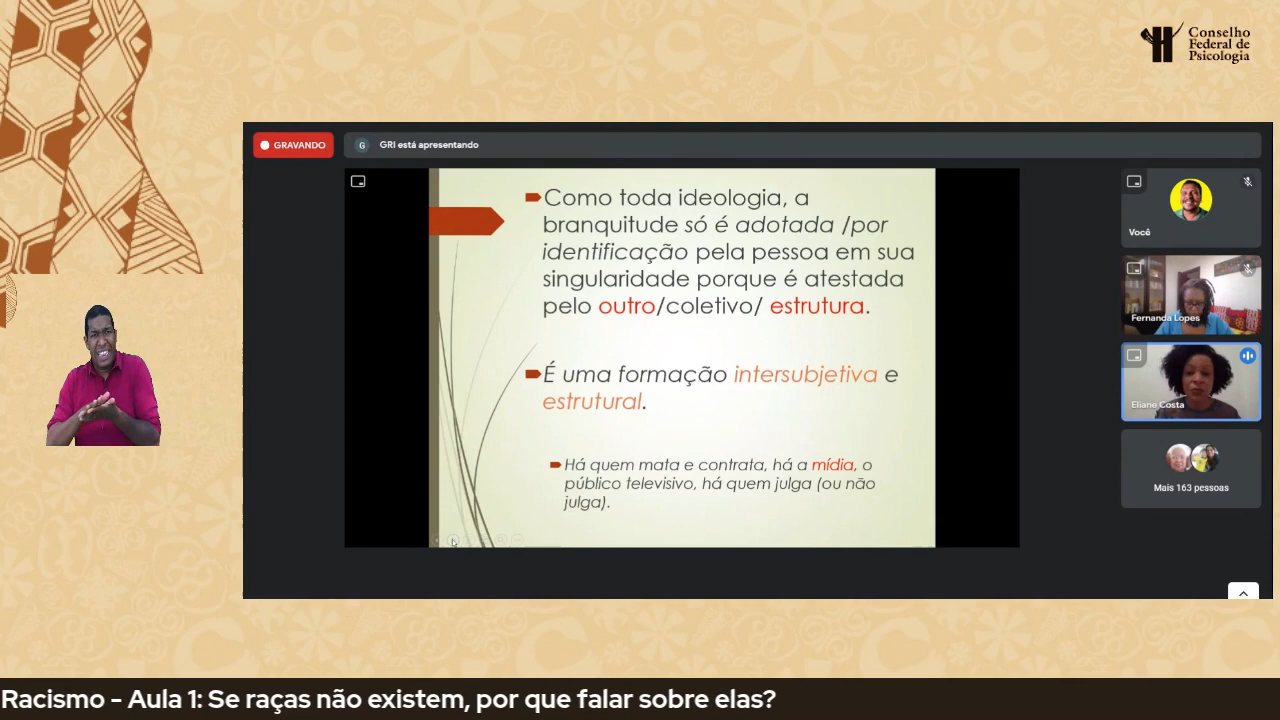 Conselho
Federal de
Psicologia
GRAVANDO
G
GRI está apresentando
Como toda ideologia, a
branquitude só é adotada /por
identificação pela pessoa em sua
singularidade porque é atestada
pelo outro/coletivo/ estrutura.
É uma formação intersubjetiva e
estrutural.
Há quem mata e contrata, há a mídia, o
público televisivo, há quem julga (ou não
julga).
Você
Fernanda Lopes
Eliane Costa
Mais 163 pessoas
Racismo - Aula 1: Se raças não existem, por que falar sobre elas?